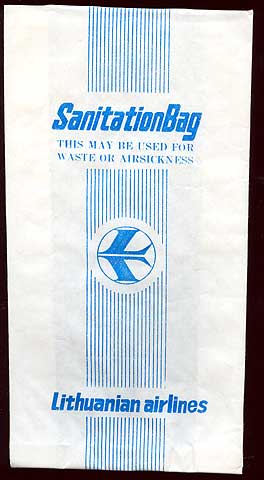 SanitationBag
THIS MAY BE USED FOR
WASTE OR AIRSICKNESS
Lithuanian airlines